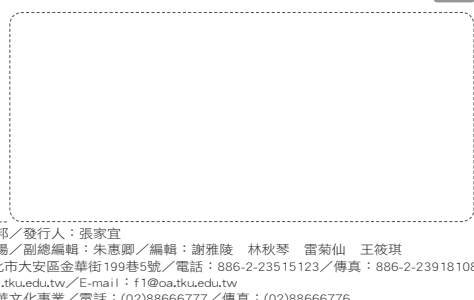 邦／發行人：張家宜
陽／副總編輯：朱惠卿／編輯：謝雅陵　林秋琴　雷菊仙　王筱琪
北市大安區金華街199巷5號／電話：886-2-23515123／傳真：886-2-23918108
.tku.edu.tw／E-mail：f1@oa.tku.edu.tw
華文化事業／電話：(02)88666777／傳真：(02)88666776